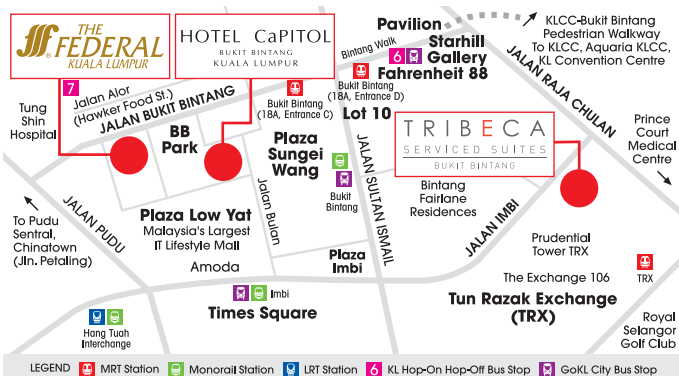 THE
FEDERAL
KUALA LUMPUR
HOTEL CaPITOL
BUKIT BINTANG
KUALA LUMPUR
Pavilion
Bintang Walk
6
Starhill
Gallery
Fahrenheit 88
KLCC-Bukit Bintang
Pedestrian Walkway
To KLCC, Aquaria KLCC,
KL Convention Centre
7
Jalan Alor
(Hawker Food St.)
JALAN BUKIT BINTANG
Tung
Shin
Hospital
BB
Park
Bukit Bintang
(18A, Entrance C)
Bukit Bintang
(18A, Entrance D)
Lot 10
JALAN RAJA CHULAN
Prince
Court
Medical
Centre
TRIBECA
SERVICED SUITES
BUKIT BINTANG
Plaza
Sungei
Wang
Bukit
Bintang
JALAN SULTAN ISMAIL
Bintang
Fairlane
Residences
JALAN IMBI
To Pudu
Sentral,
Chinatown
(Jln. Petaling)
JALAN PUDU
Plaza Low Yat
Malaysia's Largest
IT Lifestyle Mall
Jalan Bulan
Amoda
Plaza
Imbi
Prudential
Tower TRX
The Exchange 106
Tun Razak Exchange
(TRX)
TRX
Imbi
Times Square
Hang Tuah
Interchange
Royal
Selangor
Golf Club
LEGEND MRT Station Monorail Station LRT Station 6 KL Hop-On Hop-Off Bus Stop GoKL City Bus Stop